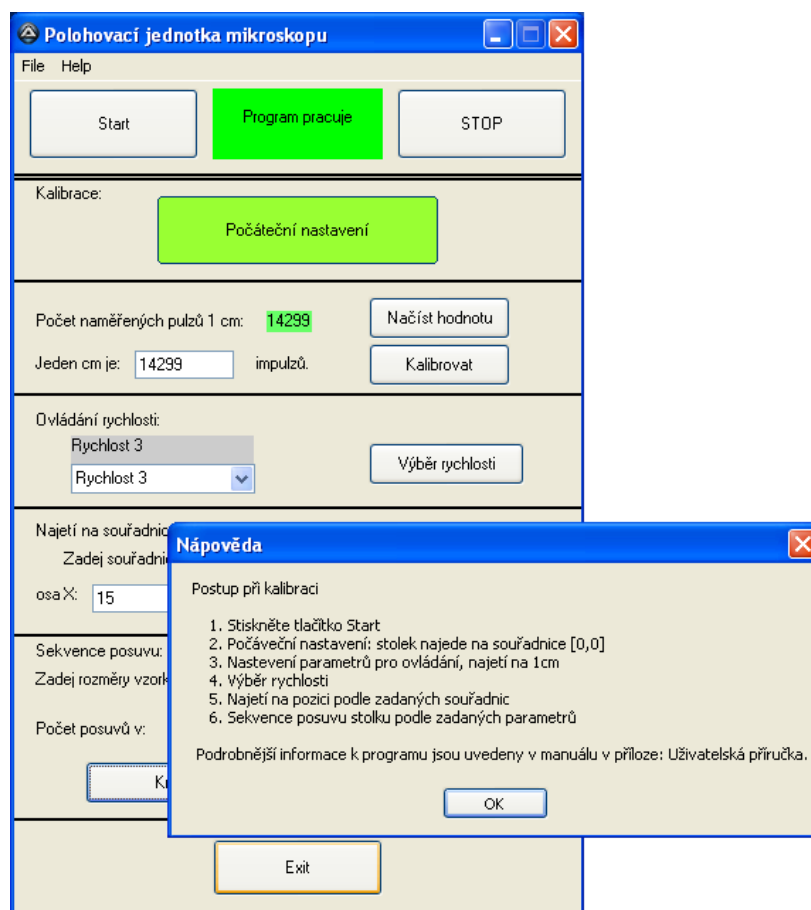 Polohovací jednotka mikroskopu
File Help
Start
Program pracuje
STOP
Kalibrace:
Počáteční nastavení
Počet naměřených pulzů 1 cm: 14299 Načíst hodnotu
Jeden cm je: 14299 impulzů. Kalibrovat
Ovládání rychlosti:
Rychlost 3
Rychlost 3
Výběr rychlosti
Najetí na souřadnic
Zadej souřadni
osa X: 15
Sekvence posuvu:
Zadej rozměry vzork
Počet posuvů v:
Exit
Nápověda
Postup při kalibraci
1. Stiskněte tlačítko Start
2. Počáveční nastavení: stolek najede na souřadnice [0,0]
3. Nastevení parametrů pro ovládání, najetí na 1cm
4. Výběr rychlosti
5. Najetí na pozici podle zadaných souřadnic
6. Sekvence posuvu stolku podle zadaných parametrů
Podrobnější informace k programu jsou uvedeny v manuálu v příloze: Uživatelská příručka.
OK